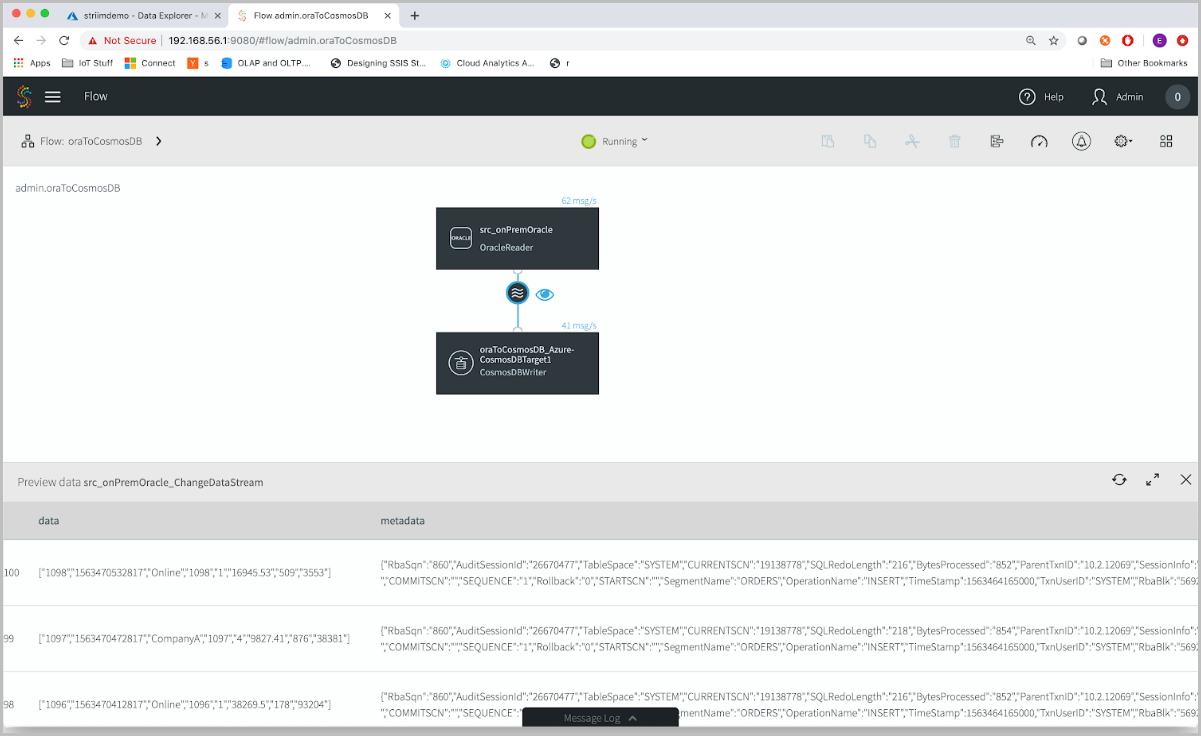 striimdemo - Data Explorer - M
Flow admin.oraToCosmosDB
Not Secure
192.168.56.1:9080/#flow/admin.oraToCosmosDB
E
Apps
IoT Stuff
Connect
Y
s
OLAP and OLTP....
Designing SSIS St...
Cloud Analytics A...
r
Other Bookmarks
Flow
Help
Admin
0
Flow: oraToCosmosDB
Running
admin.oraToCosmosDB
62 msg/s
ORACLE
src_onPremOracle
OracleReader
41 msg/s
oraToCosmosDB_Azure-
CosmosDBTarget1
CosmosDBWriter
Preview data src_onPremOracle_ChangeDataStream
data metadata
100 ["1098","1563470532817","Online","1098","1","16945.53","509","3553"]
{"RbaSqn":"860","AuditSessionId":"26670477","TableSpace":"SYSTEM","CURRENTSCN":"19138778","SQLRedoLength":"216","BytesProcessed":"852","ParentTxnID":"10.2.12069","SessionInfo":"
","COMMITSCN":"","SEQUENCE":"1","Rollback":"0","STARTSCN":"","SegmentName":"ORDERS","OperationName":"INSERT","TimeStamp":1563464165000,"TxnUserID":"SYSTEM","RbaBlk":"5692
99 ["1097","1563470472817","CompanyA","1097","4","9827.41","876","38381"]
{"RbaSqn":"860","AuditSessionId":"26670477","TableSpace":"SYSTEM","CURRENTSCN":"19138778","SQLRedoLength":"218","BytesProcessed":"854","ParentTxnID":"10.2.12069","SessionInfo":"
","COMMITSCN":"","SEQUENCE":"1","Rollback":"0","STARTSCN":"","SegmentName":"ORDERS","OperationName":"INSERT","TimeStamp":1563464165000,"TxnUserID":"SYSTEM","RbaBlk":"5692
98 ["1096","1563470412817","Online","1096","1","38269.5","178","93204"]
{"RbaSqn":"860","AuditSessionId":"26670477","TableSpace":"SYSTEM","CURRENTSCN":"19138778","SQLRedoLength":"216","BytesProcessed":"852","ParentTxnID":"10.2.12069","SessionInfo":"
","COMMITSCN":"","SEQUENCE":"1","Rollback":"0
gmentName":"ORDERS","OperationName":"INSERT","TimeStamp":1563464165000,"TxnUserID":"SYSTEM","RbaBlk":"5692
Message Log